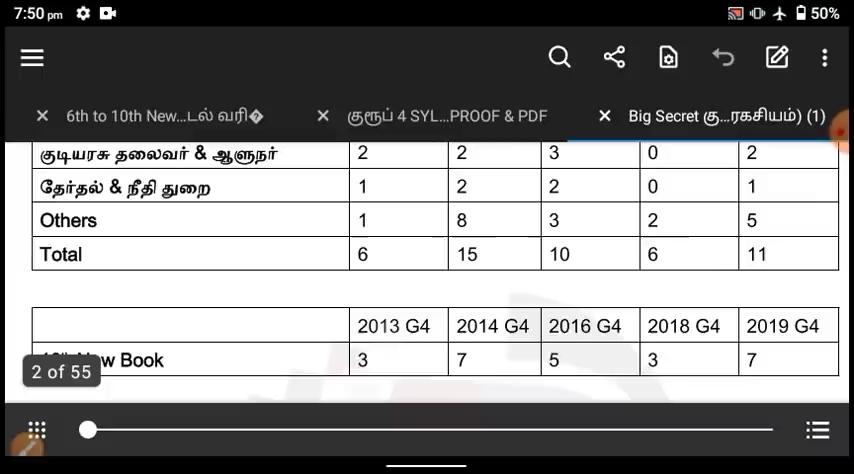 7:50 pm 50%
6th to 10th New...டல் வரி� குரூப் 4 SYL...PROOF & PDF Big Secret கு...ரகசியம்) (1)
குடியரசு தலைவர் & ஆளுநர் 2 2 3 0 2
தேர்தல் & நீதி துறை 1 2 2 0 1
Others 1 8 3 2 5
Total 6 15 10 6 11
2013 G4 2014 G4 2016 G4 2018 G4 2019 G4
w Book 3 7 5 3 7
2 of 55